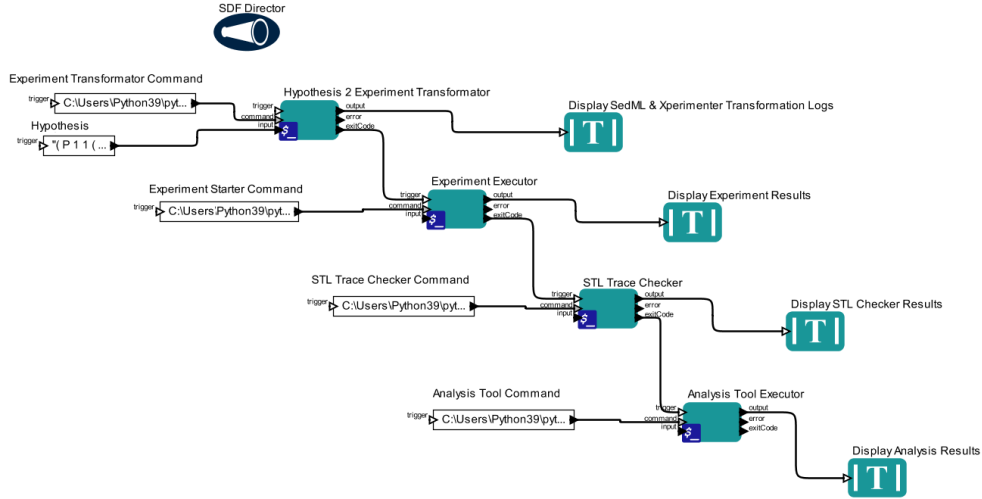 SDF Director
Experiment Transformator Command
trigger
C:\Users\Python39\pyt...
Hypothesis
trigger
"( P 1 1 ( ...
Hypothesis 2 Experiment Transformator
trigger
command
input
$_
output
error
exitCode
Display SedML & Xperimenter Transformation Logs
T
Experiment Starter Command
trigger
C:\Users\Python39\pyt...
Experiment Executor
trigger
command
input
$_
output
error
exitCode
Display Experiment Results
T
STL Trace Checker Command
trigger
C:\Users\Python39\pyt...
STL Trace Checker
trigger
command
input
$_
output
error
exitCode
Display STL Checker Results
T
Analysis Tool Command
trigger
C:\Users\Python39\pyt...
Analysis Tool Executor
trigger
command
input
$_
output
error
exitCode
Display Analysis Results
T